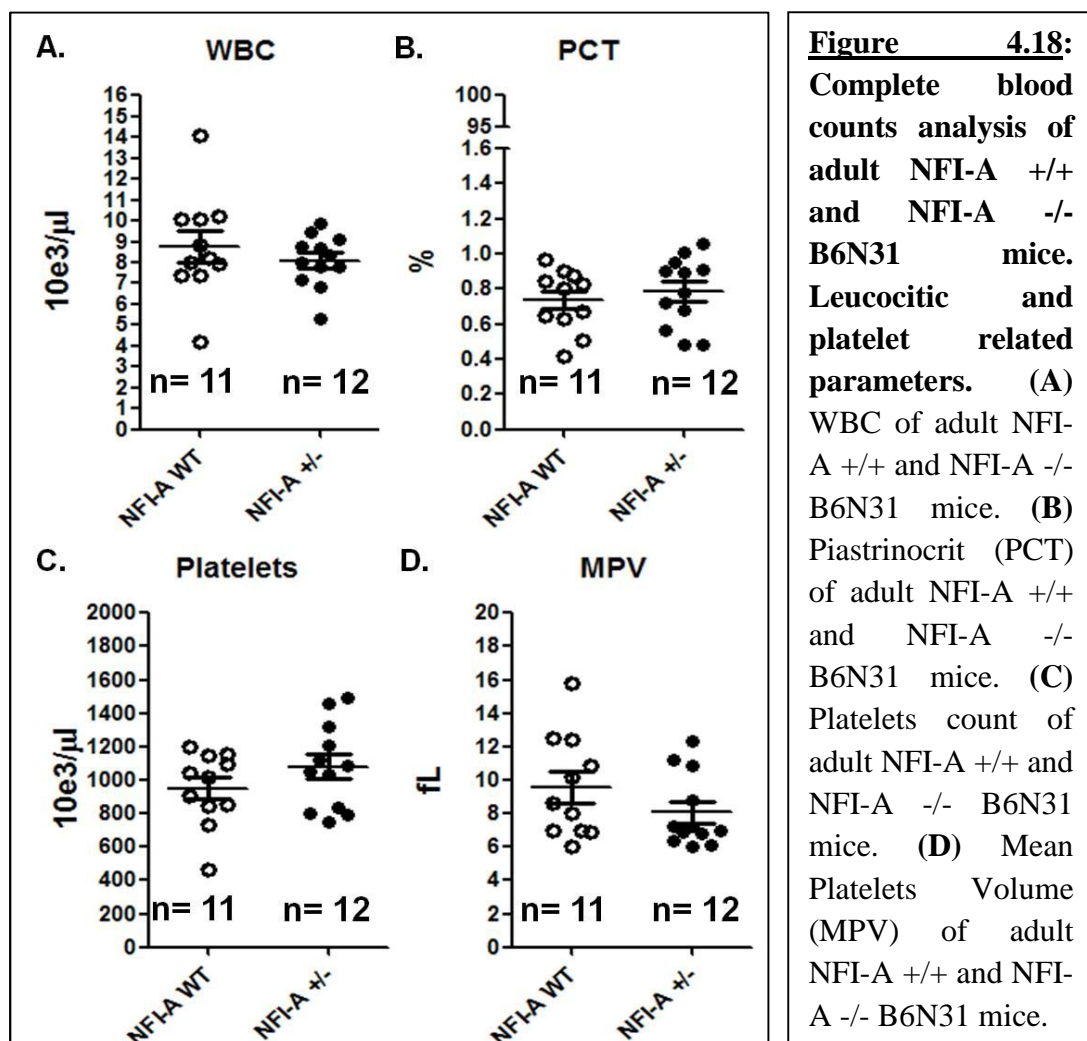 A.
WBC
16
15
14
13
12
11
10
9
8
7
6
5
4
3
2
1
0
10e3/µl
n= 11
n= 12
NFI-A WT
NFI-A +/-
B.
PCT
100
95
1.6
1.4
1.2
1.0
0.8
0.6
0.4
0.2
0.0
%
n= 11
n= 12
NFI-A WT
NFI-A +/-
C.
Platelets
2000
1800
1600
1400
1200
1000
800
600
400
200
0
10e3/µl
n= 11
n= 12
NFI-A WT
NFI-A +/-
D.
MPV
20
18
16
14
12
10
8
6
4
2
0
fL
n= 11
n= 12
NFI-A WT
NFI-A +/-
Figure 4.18:
Complete blood
counts analysis of
adult NFI-A +/+
and NFI-A -/-
B6N31 mice.
Leucocitic and
platelet related
parameters. (A)
WBC of adult NFI-
A +/+ and NFI-A -/-
B6N31 mice. (B)
Piastrinocrit (PCT)
of adult NFI-A +/+
and NFI-A -/-
B6N31 mice. (C)
Platelets count of
adult NFI-A +/+ and
NFI-A -/- B6N31
mice. (D) Mean
Platelets Volume
(MPV) of adult
NFI-A +/+ and NFI-
A -/- B6N31 mice.